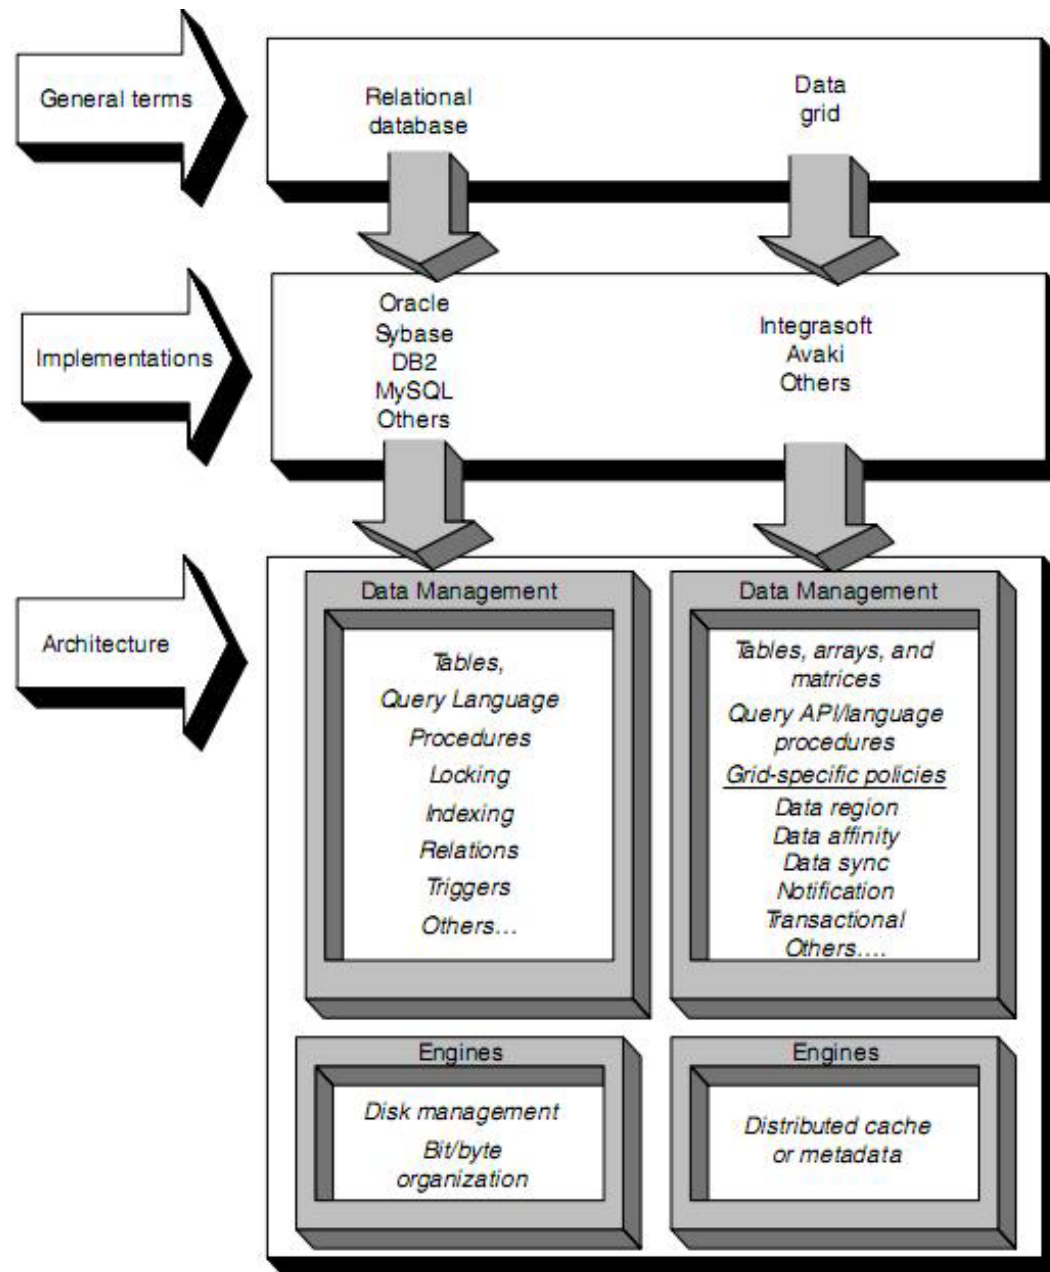 General terms
Relational
database
Data
grid
Implementations
Oracle
Sybase
DB2
MySQL
Others
Integrasoft
Avaki
Others
Architecture
Data Management
Tables,
Query Language
Procedures
Locking
Indexing
Relations
Triggers
Others...
Data Management
Tables, arrays, and
matrices
Query API/language
procedures
Grid-specific policies
Data region
Data affinity
Data sync
Notification
Transactional
Others....
Engines
Disk management
Bit/byte
organization
Engines
Distributed cache
or metadata